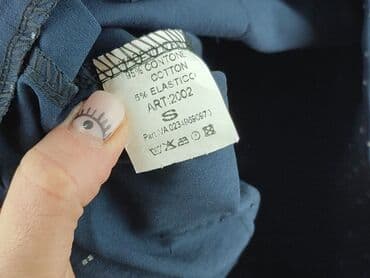 95% COTONE
COTTON
5% ELASTICO
ART:2002
S